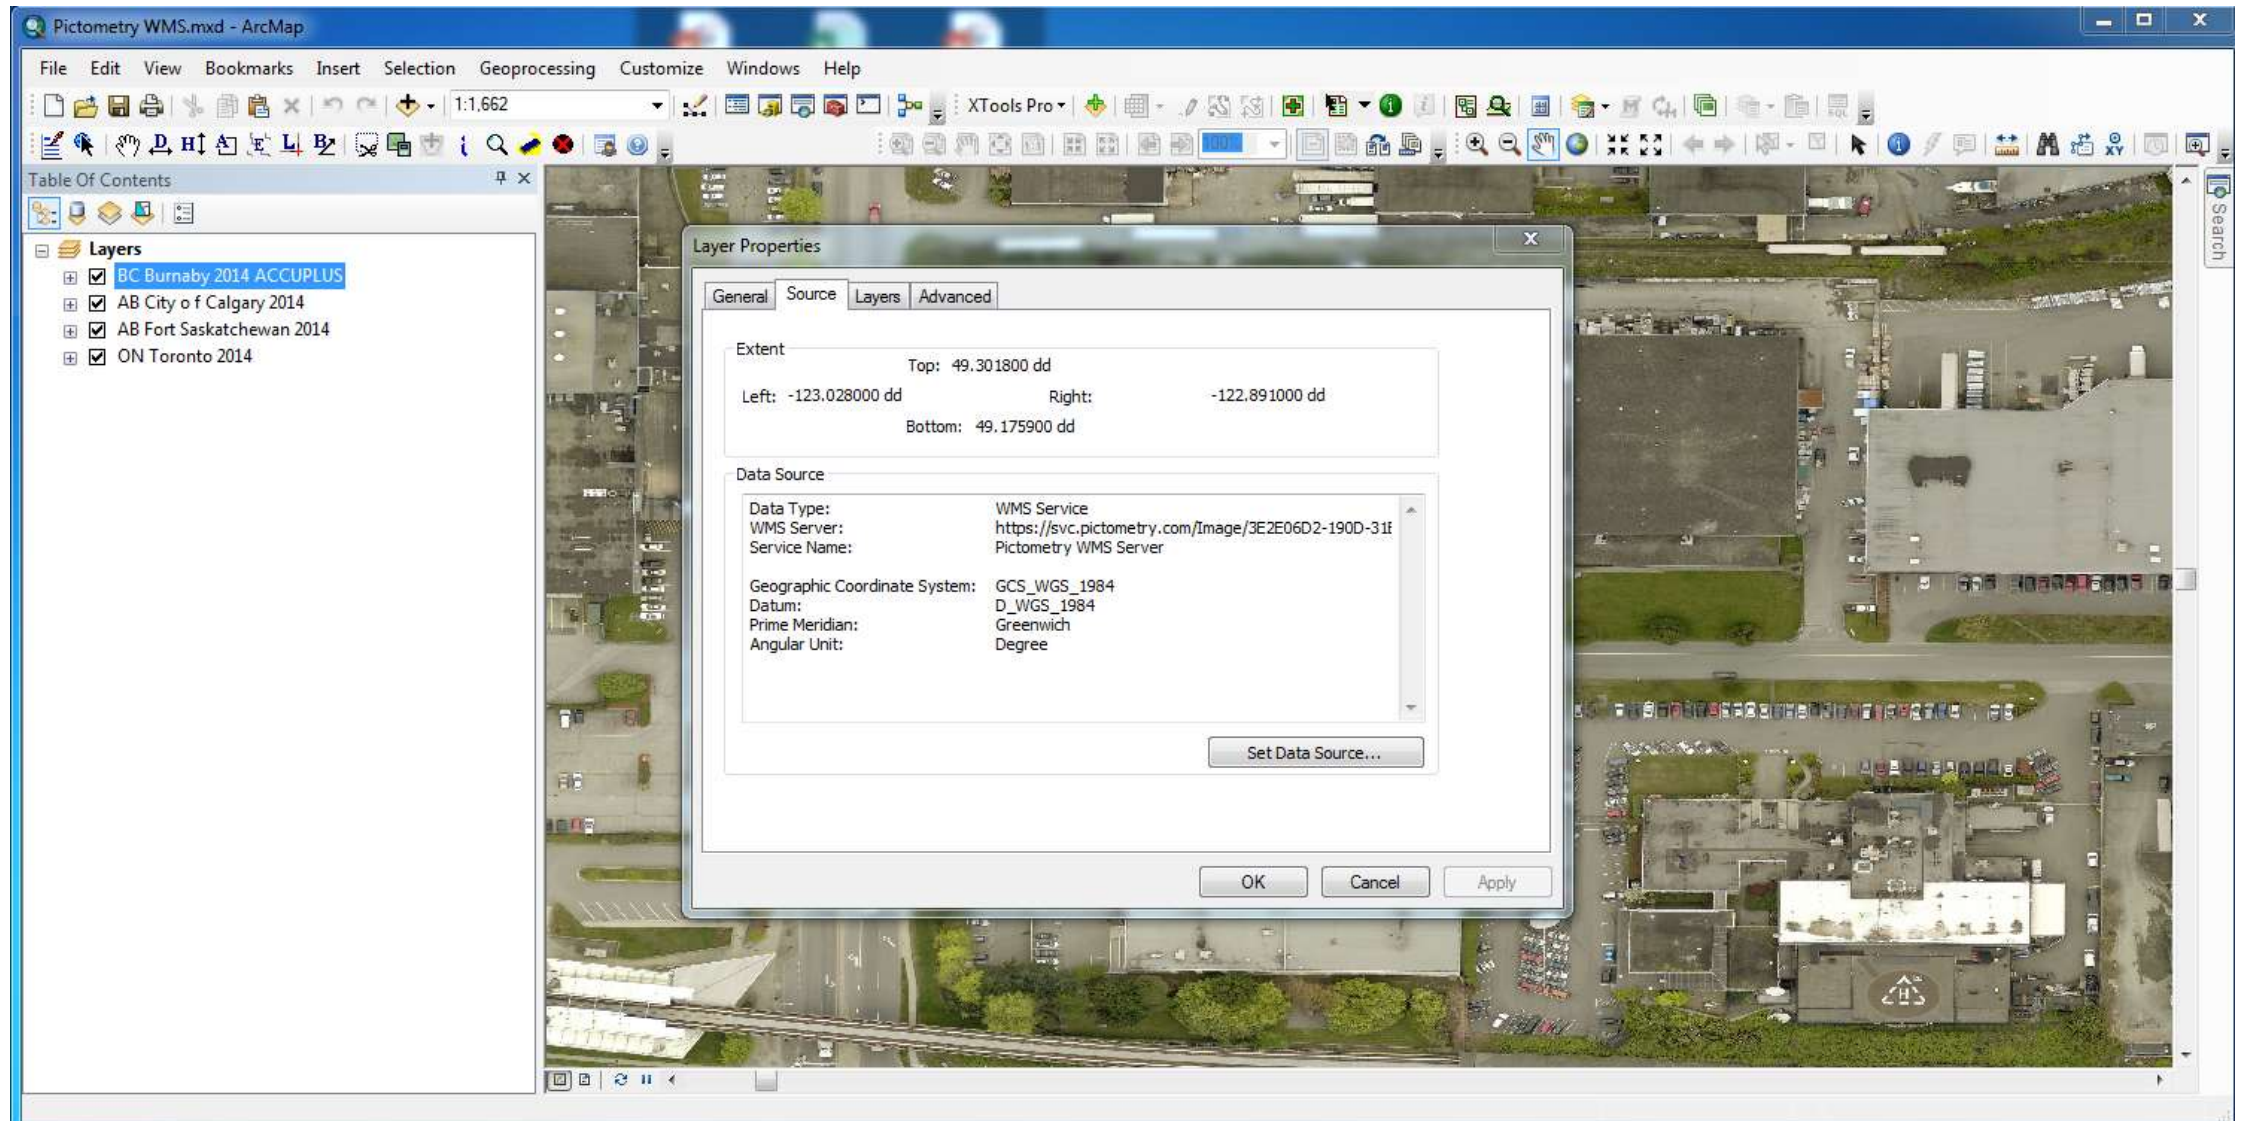 Pictometry WMS.mxd - ArcMap
File Edit View Bookmarks Insert Selection Geoprocessing Customize Windows Help
1:1,662
XTools Pro
100%
Table Of Contents
Layers
BC Burnaby 2014 ACCUPLUS
AB City o f Calgary 2014
AB Fort Saskatchewan 2014
ON Toronto 2014
Search
Layer Properties
General Source Layers Advanced
Extent
Top: 49.301800 dd
Left: -123.028000 dd Right: -122.891000 dd
Bottom: 49.175900 dd
Data Source
Data Type: WMS Service
WMS Server: https://svc.pictometry.com/Image/3E2E06D2-190D-31E
Service Name: Pictometry WMS Server
Geographic Coordinate System: GCS_WGS_1984
Datum: D_WGS_1984
Prime Meridian: Greenwich
Angular Unit: Degree
Set Data Source...
OK Cancel Apply
H